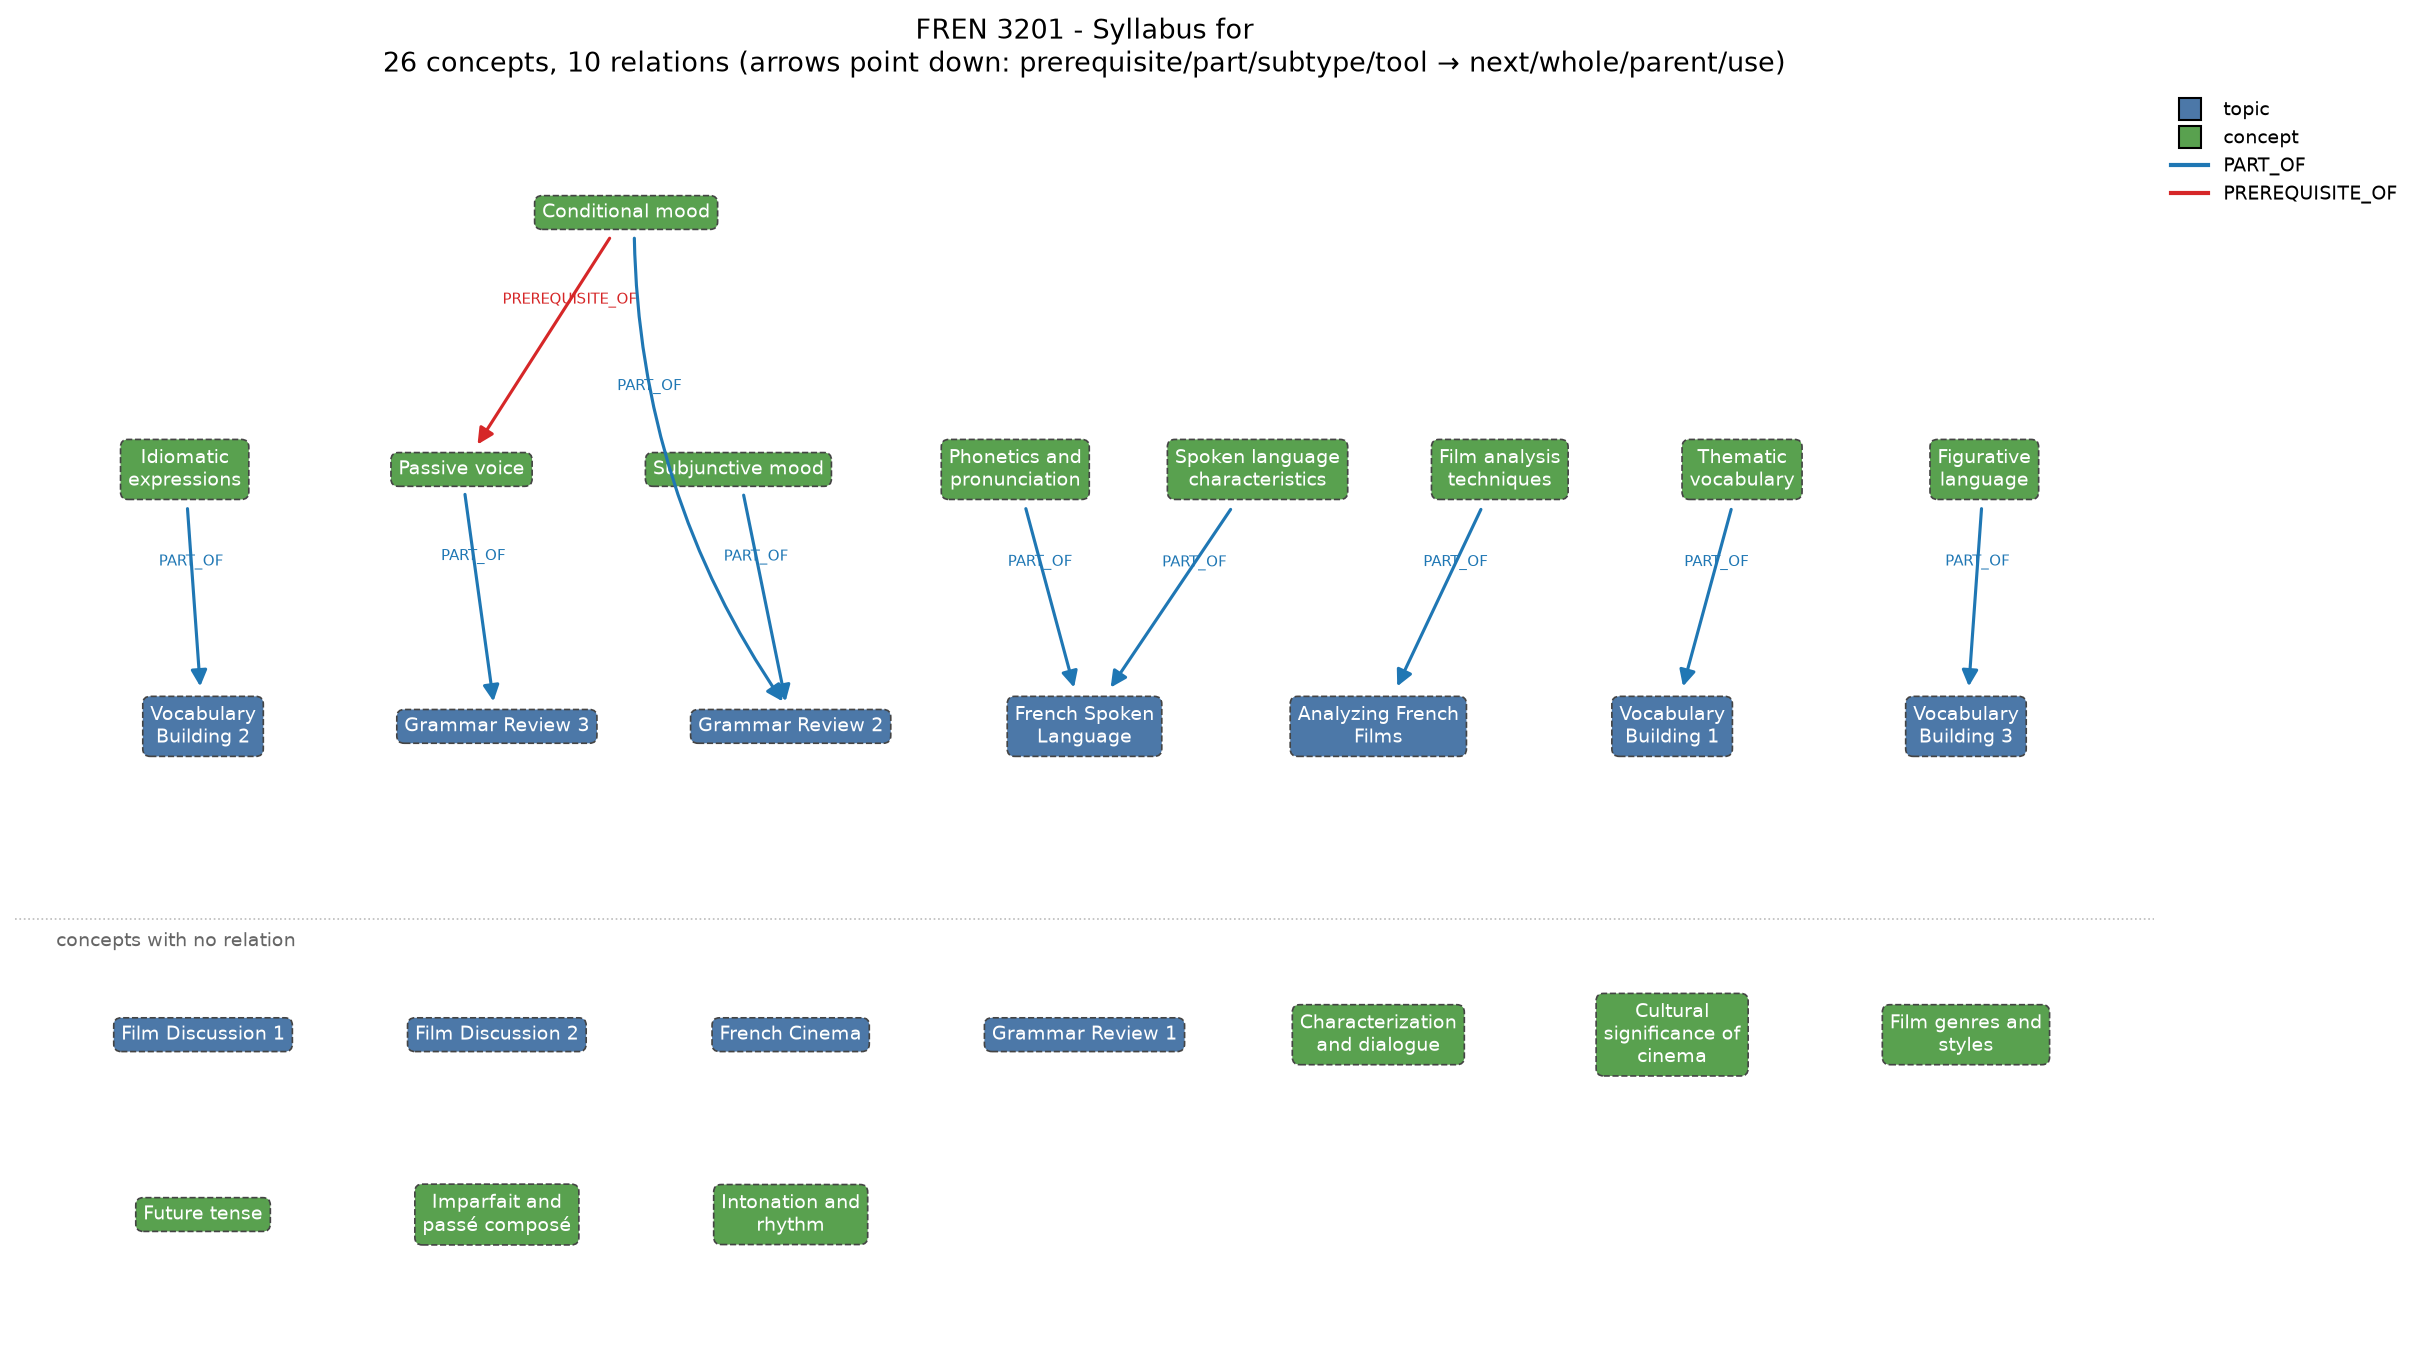 FREN 3201 - Syllabus for
26 concepts, 10 relations (arrows point down: prerequisite/part/subtype/tool → next/whole/parent/use)
topic
concept
PART_OF
PREREQUISITE_OF
Conditional mood
PREREQUISITE_OF
PART_OF
Idiomatic
expressions
Passive voice
Subjunctive mood
Phonetics and
pronunciation
Spoken language
characteristics
Film analysis
techniques
Thematic
vocabulary
Figurative
language
PART_OF
PART_OF
PART_OF
PART_OF
PART_OF
PART_OF
PART_OF
PART_OF
Vocabulary
Building 2
Grammar Review 3
Grammar Review 2
French Spoken
Language
Analyzing French
Films
Vocabulary
Building 1
Vocabulary
Building 3
concepts with no relation
Film Discussion 1
Film Discussion 2
French Cinema
Grammar Review 1
Characterization
and dialogue
Cultural
significance of
cinema
Film genres and
styles
Future tense
Imparfait and
passé composé
Intonation and
rhythm